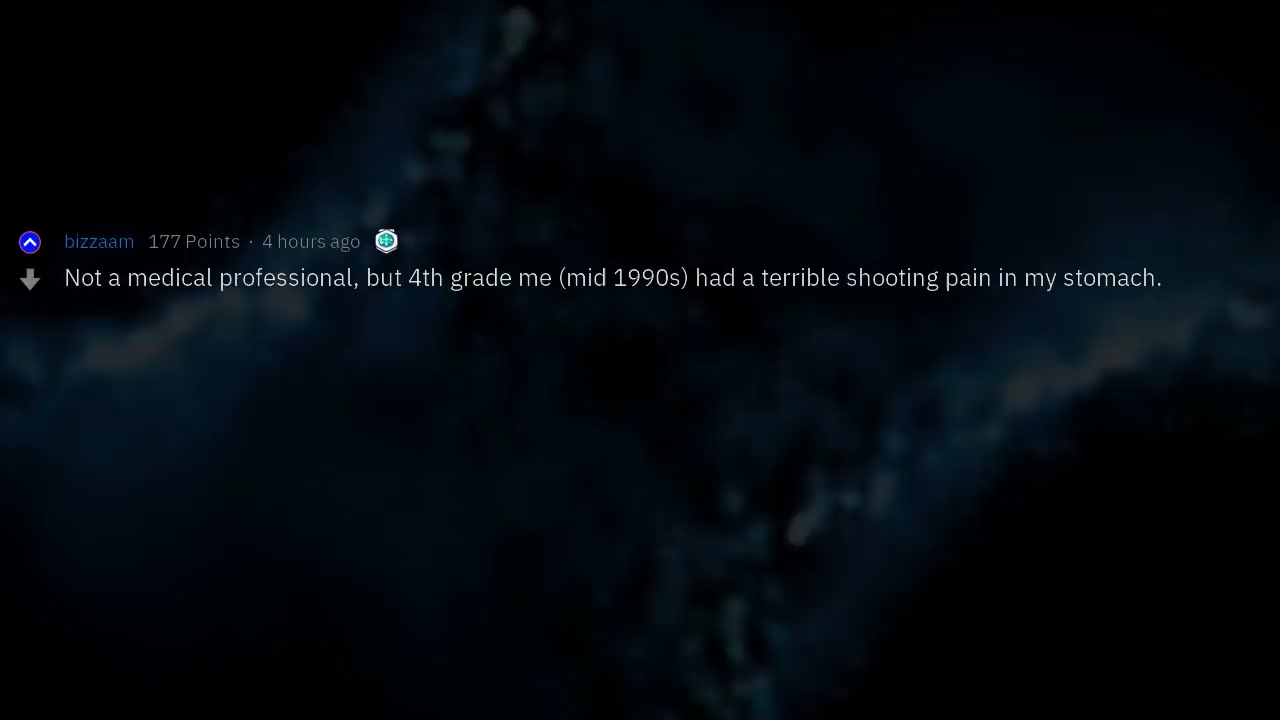 bizzaam 177 Points · 4 hours ago
Not a medical professional, but 4th grade me (mid 1990s) had a terrible shooting pain in my stomach.